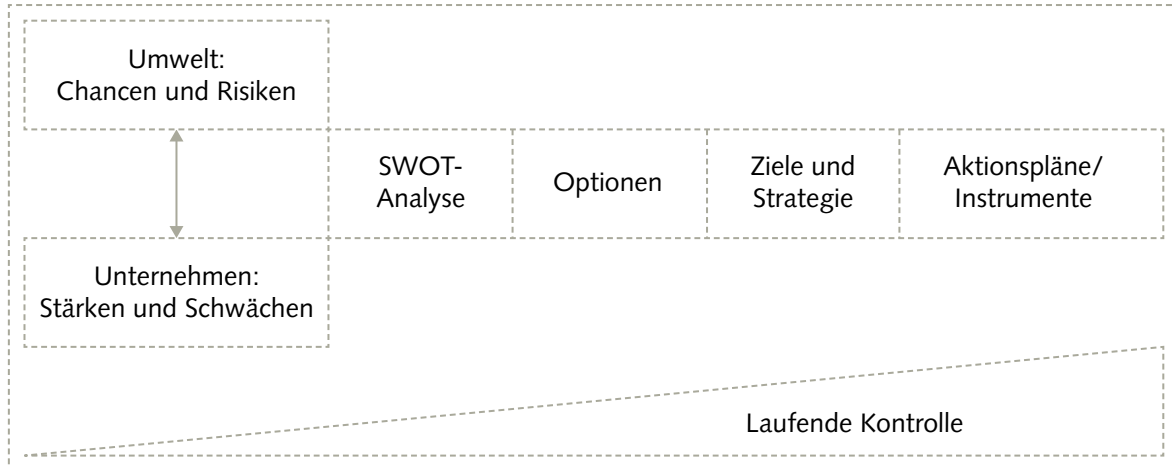 Umwelt:
Chancen und Risiken
SWOT-
Analyse
Optionen
Ziele und
Strategie
Aktionspläne/
Instrumente
Unternehmen:
Stärken und Schwächen
Laufende Kontrolle